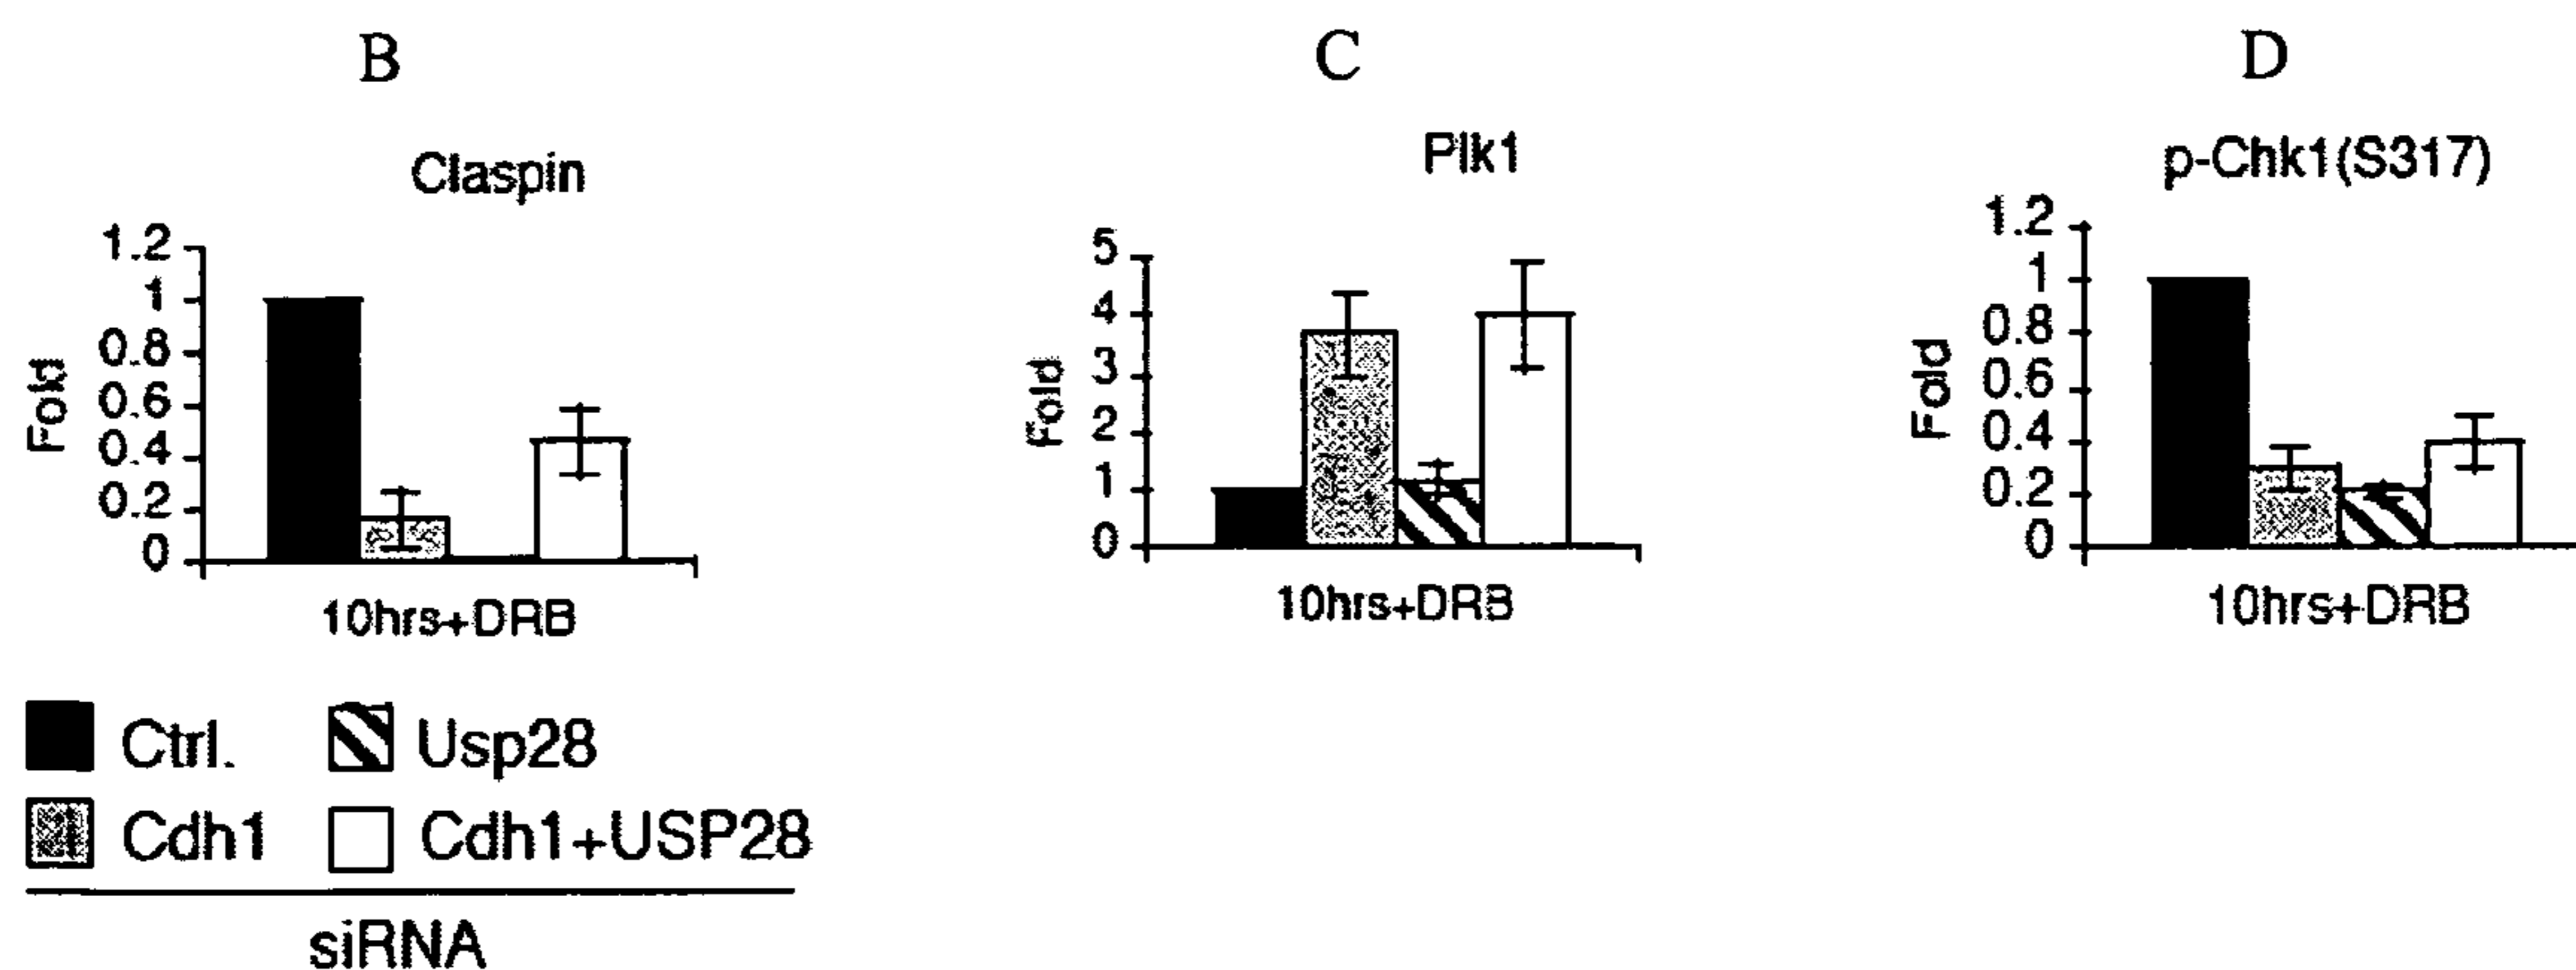 B
C
D
Claspin
Plk1
p-Chk1(S317)
Fold
1.2
1
0.8
0.6
0.4
0.2
0
10hrs+DRB
Fold
5
4
3
2
1
0
10hrs+DRB
Fold
1.2
1
0.8
0.6
0.4
0.2
0
10hrs+DRB
Ctrl.
Usp28
Cdh1
Cdh1+USP28
siRNA